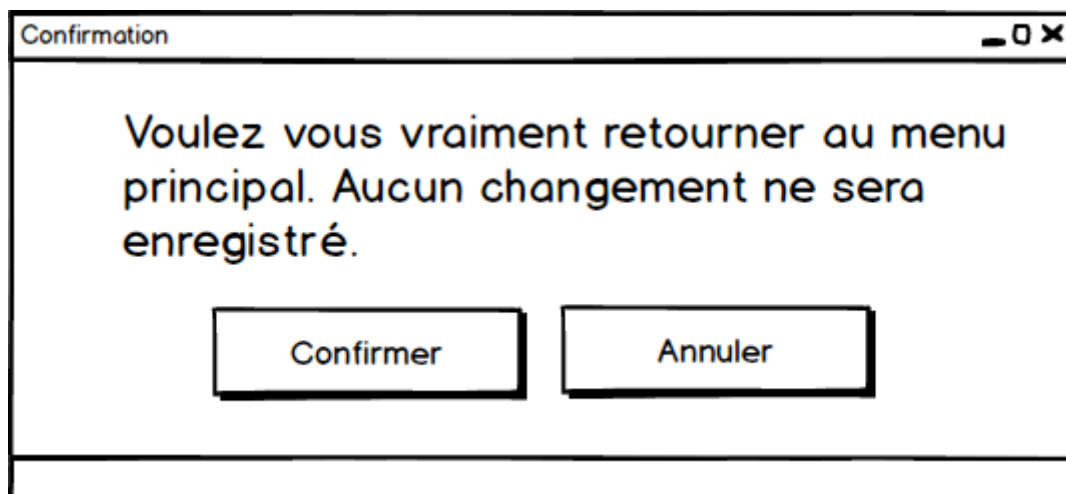 Confirmation
Voulez vous vraiment retourner au menu
principal. Aucun changement ne sera
enregistré.
Confirmer
Annuler